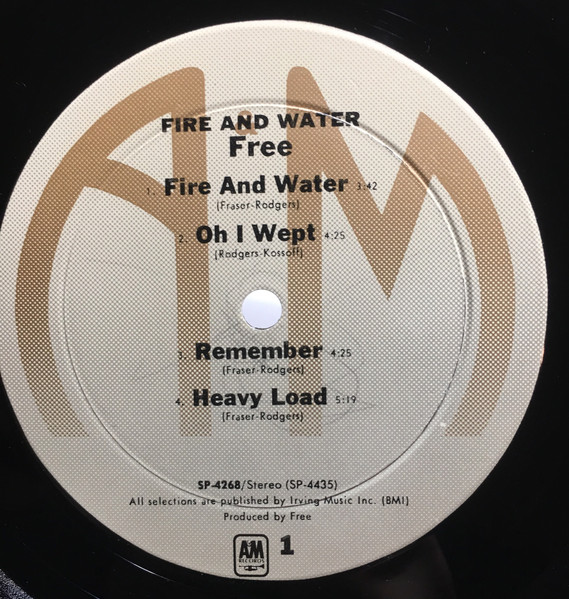 FIRE AND WATER
Free
1. Fire And Water 3:42
(Fraser-Rodgers)
2. Oh I Wept 4:25
(Rodgers-Kossoff)
3. Remember 4:25
(Fraser-Rodgers)
4. Heavy Load 5:19
(Fraser-Rodgers)
SP-4268/Stereo (SP-4435)
All selections are published by Irving Music Inc. (BMI)
Produced by Free
A&M RECORDS 1